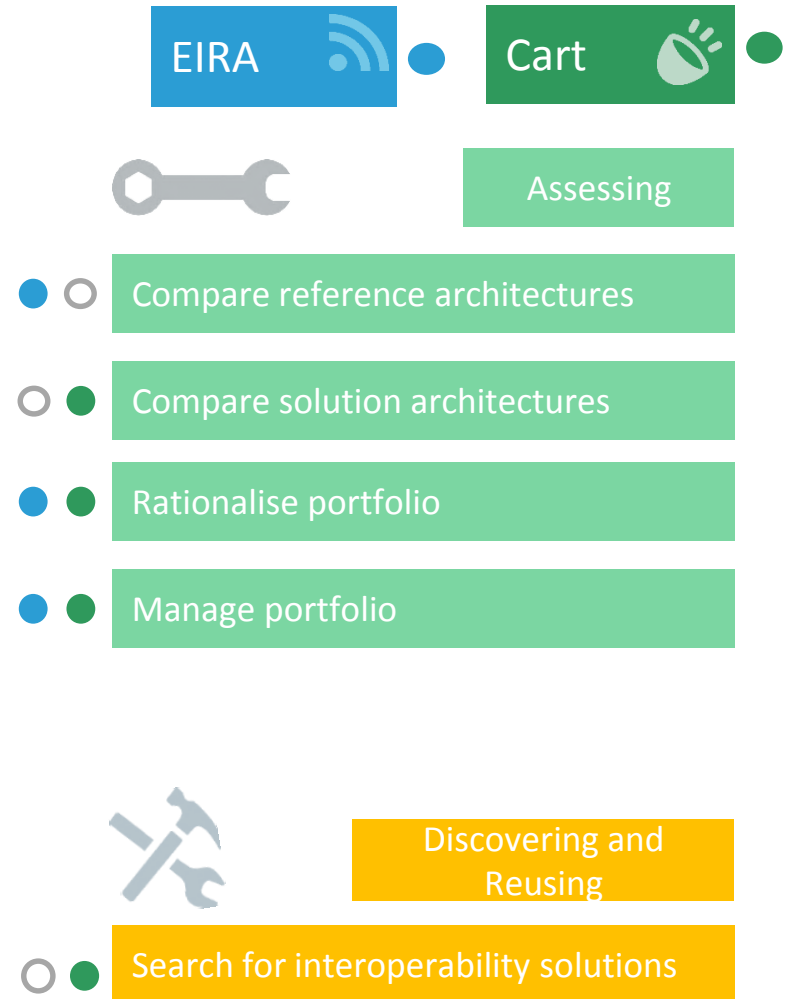 EIRA
Cart
Assessing
Compare reference architectures
Compare solution architectures
Rationalise portfolio
Manage portfolio
Discovering and
Reusing
Search for interoperability solutions